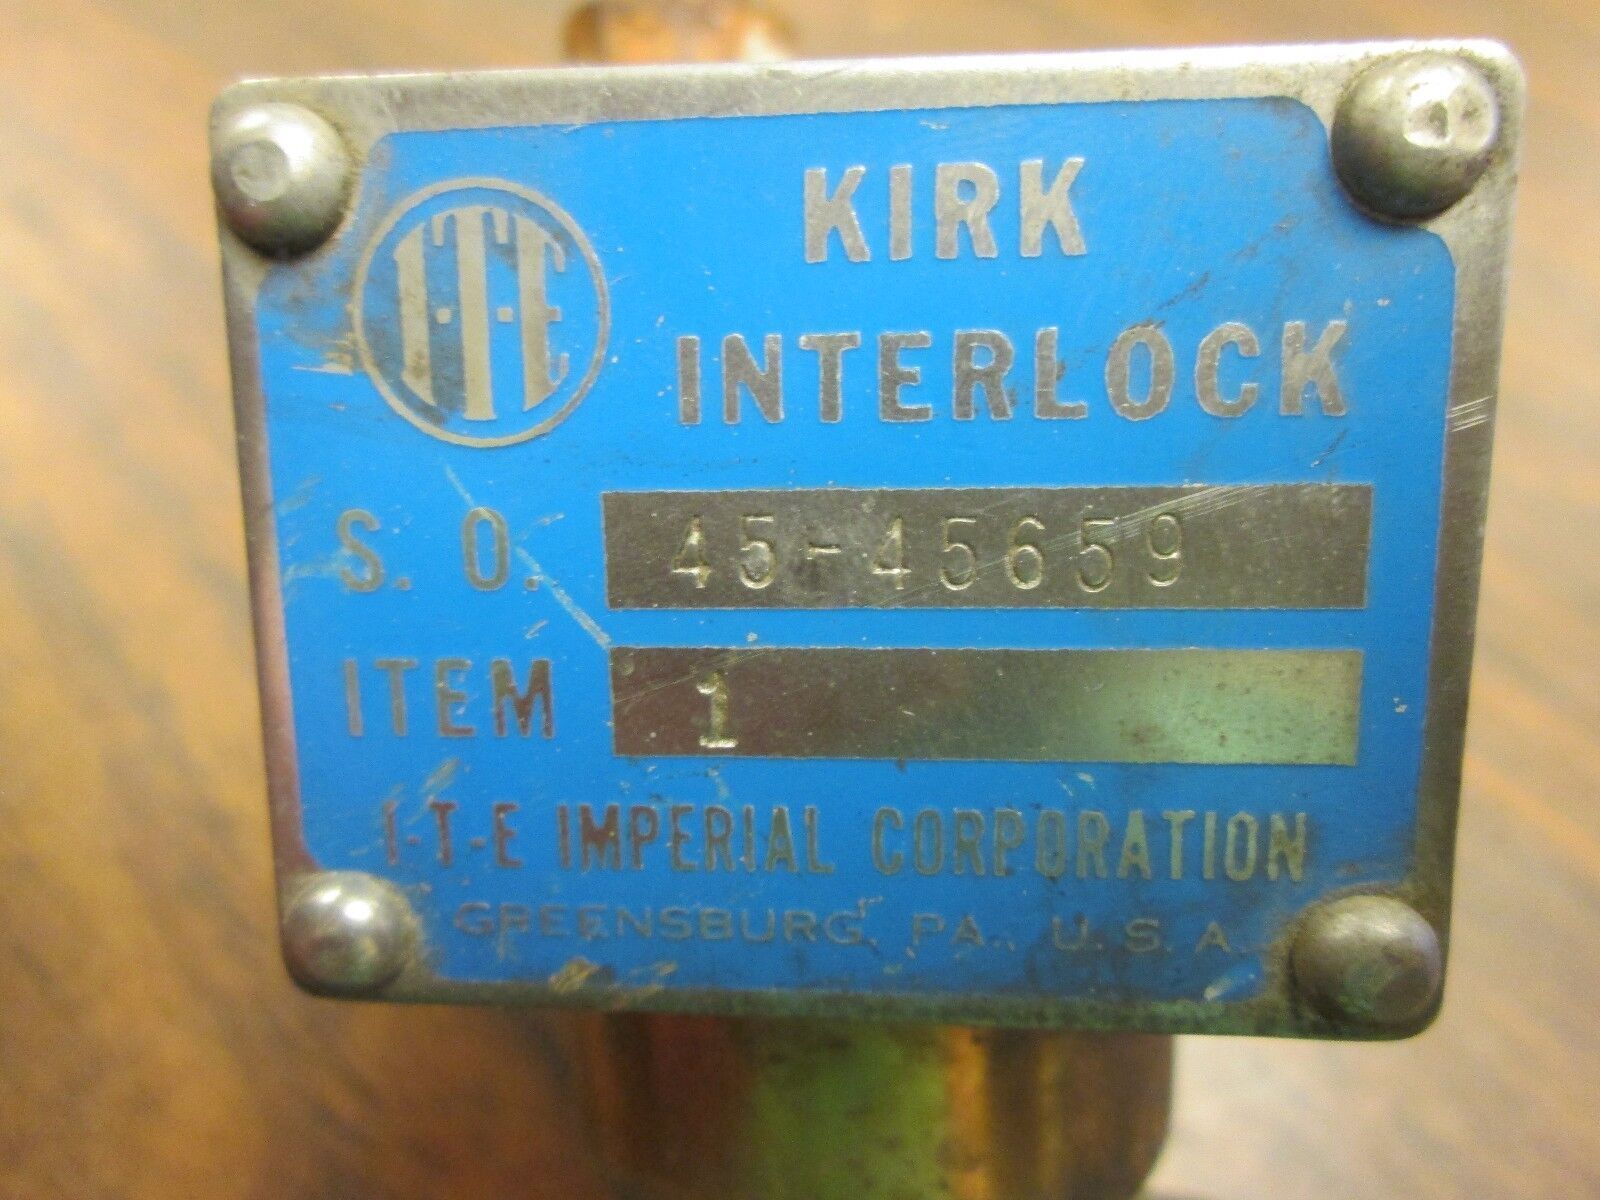 I-T-E
KIRK
INTERLOCK
S. O. 45-45659
ITEM 1
I-T-E IMPERIAL CORPORATION
GREENSBURG, PA., U. S. A.